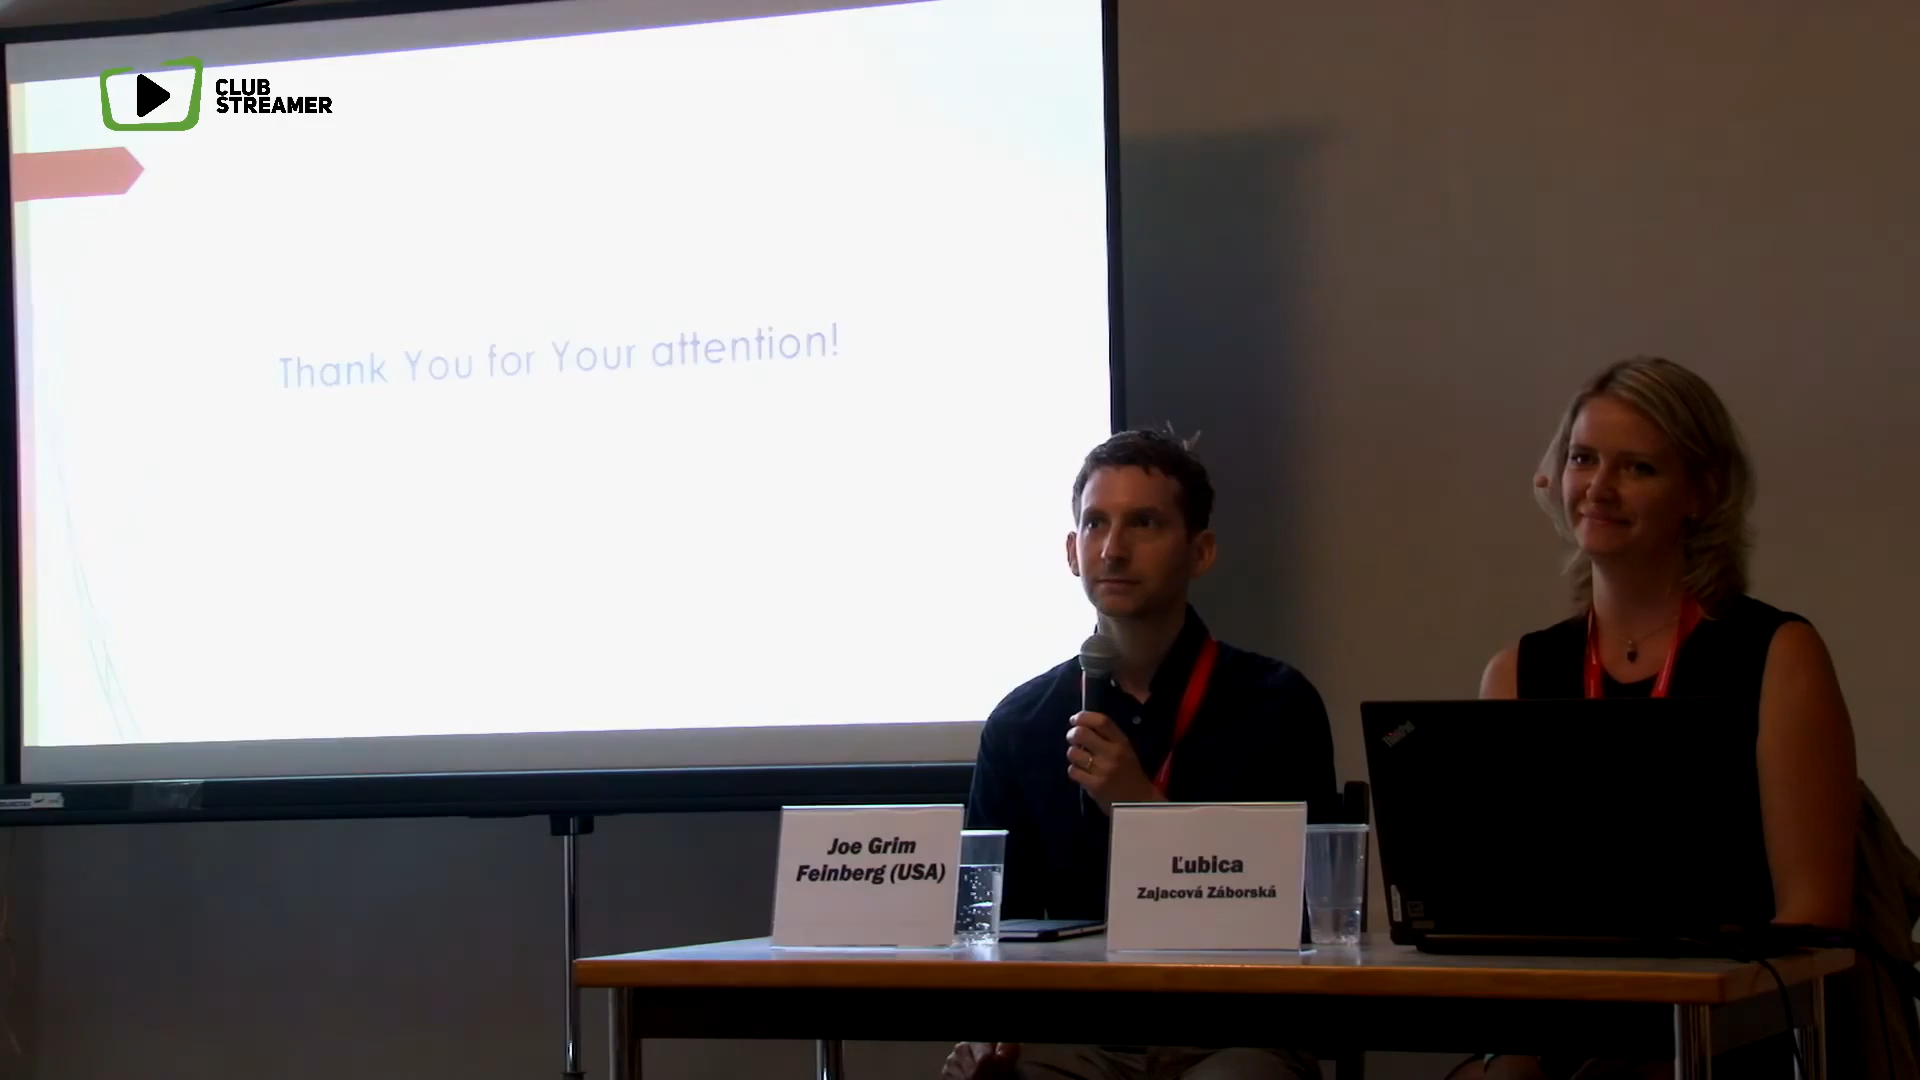 CLUB
STREAMER
Thank You for Your attention!
Joe Grim
Feinberg (USA)
Ľubica
Zajacová Záborská
ThinkPad